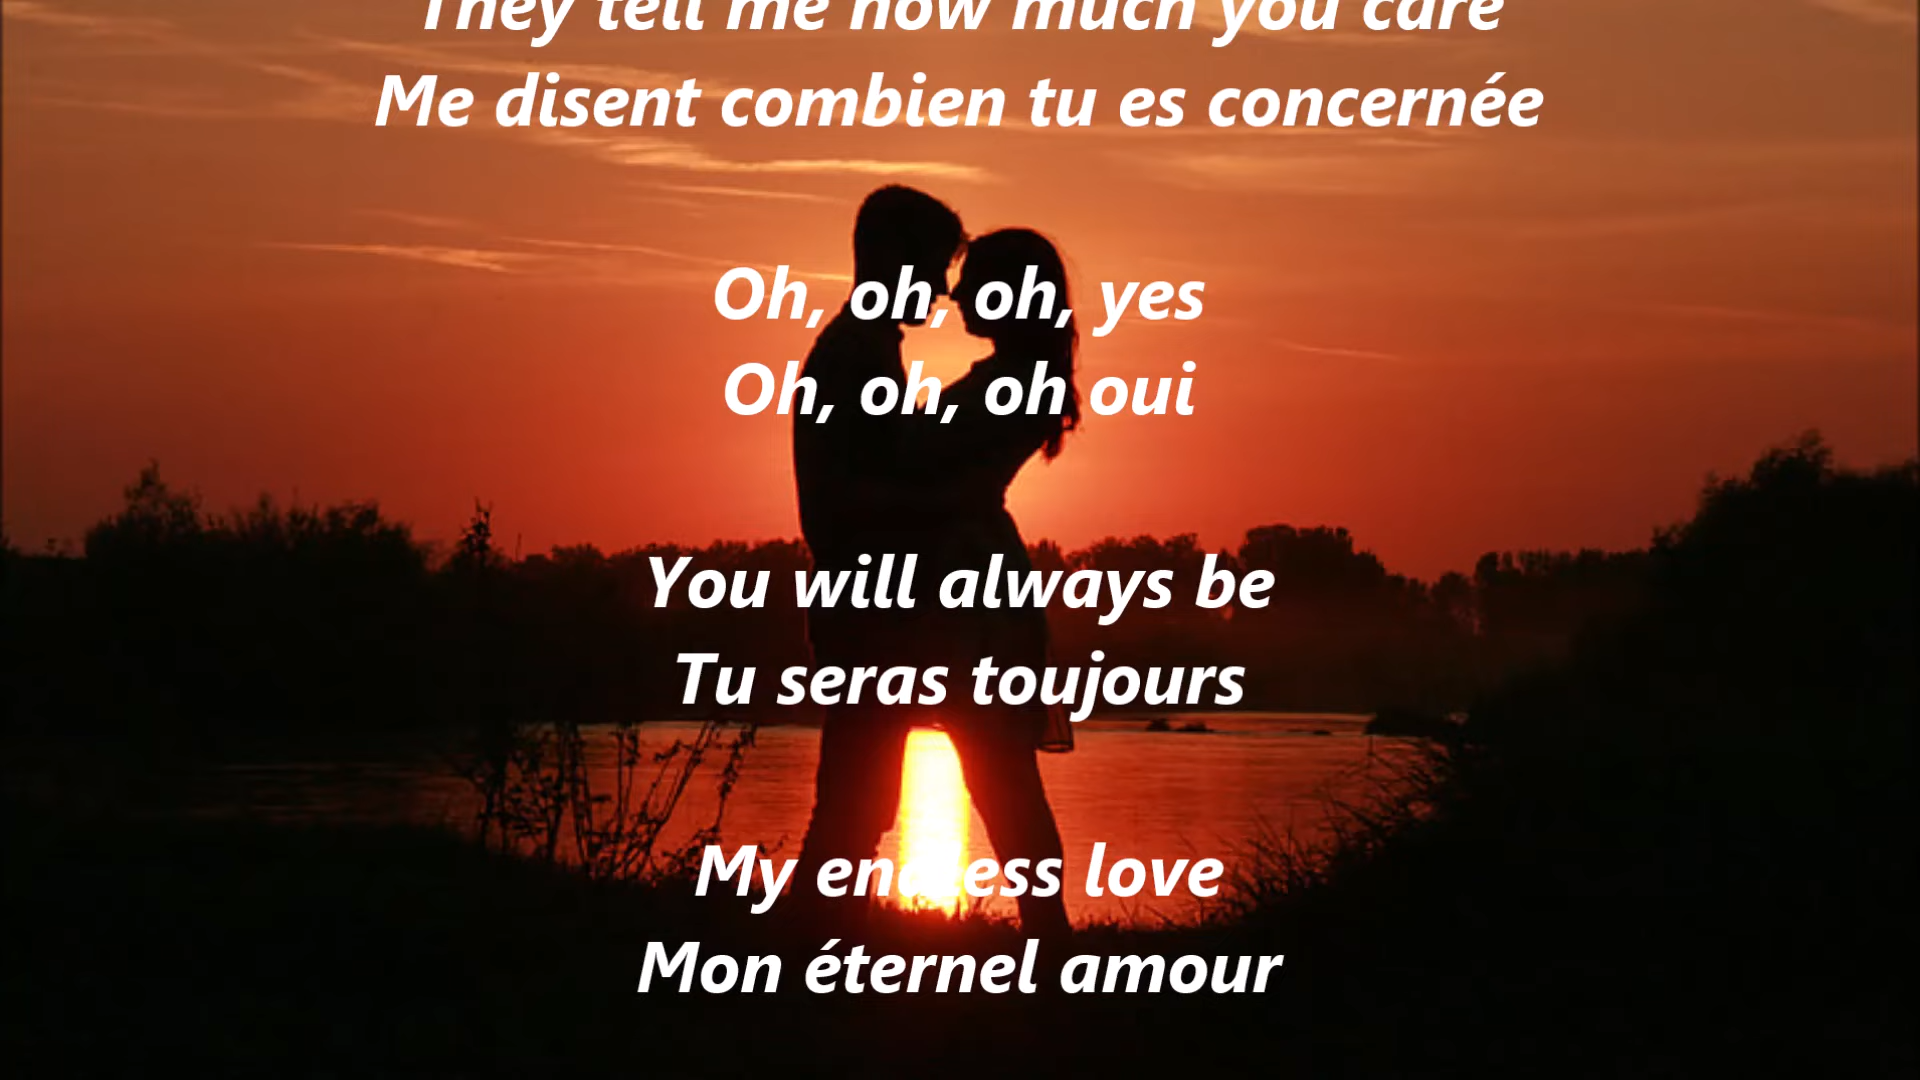 They tell me how much you care
Me disent combien tu es concernée
Oh, oh, oh, yes
Oh, oh, oh oui
You will always be
Tu seras toujours
My endless love
Mon éternel amour